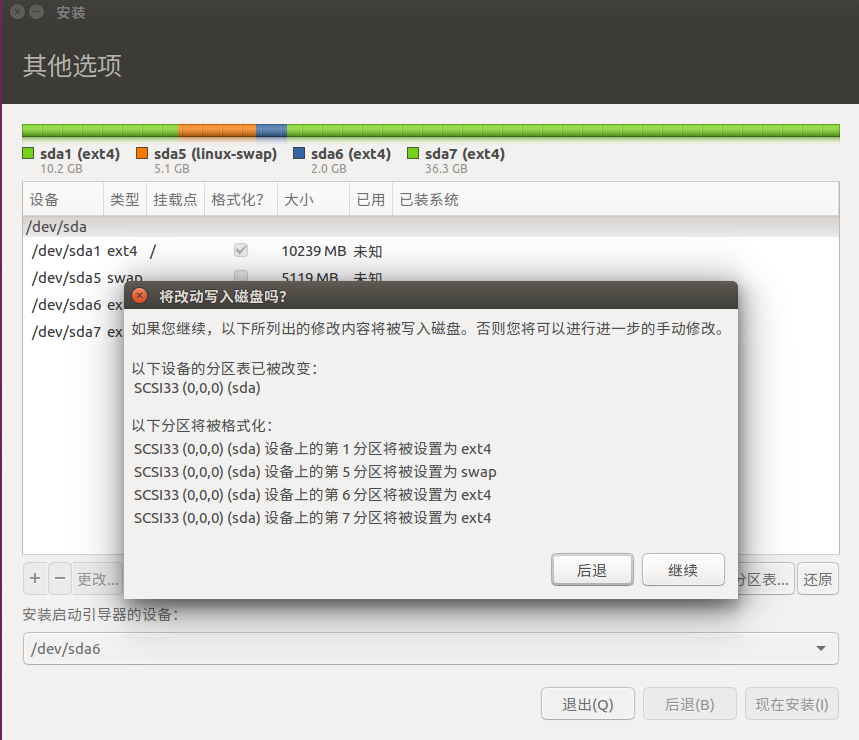 安装
其他选项
sda1 (ext4) sda5 (linux-swap) sda6 (ext4) sda7 (ext4)
10.2 GB 5.1 GB 2.0 GB 36.3 GB
设备 类型 挂载点 格式化? 大小 已用 已装系统
/dev/sda
/dev/sda1 ext4 / 10239 MB 未知
/dev/sda5 swap 5119 MB 未知
/dev/sda6 ex
/dev/sda7 ex
将改动写入磁盘吗?
如果您继续，以下所列出的修改内容将被写入磁盘。否则您将可以进行进一步的手动修改。
以下设备的分区表已被改变：
SCSI33 (0,0,0) (sda)
以下分区将被格式化：
SCSI33 (0,0,0) (sda) 设备上的第 1 分区将被设置为 ext4
SCSI33 (0,0,0) (sda) 设备上的第 5 分区将被设置为 swap
SCSI33 (0,0,0) (sda) 设备上的第 6 分区将被设置为 ext4
SCSI33 (0,0,0) (sda) 设备上的第 7 分区将被设置为 ext4
后退 继续
+ − 更改... 分区表... 还原
安装启动引导器的设备：
/dev/sda6
退出(Q) 后退(B) 现在安装(I)